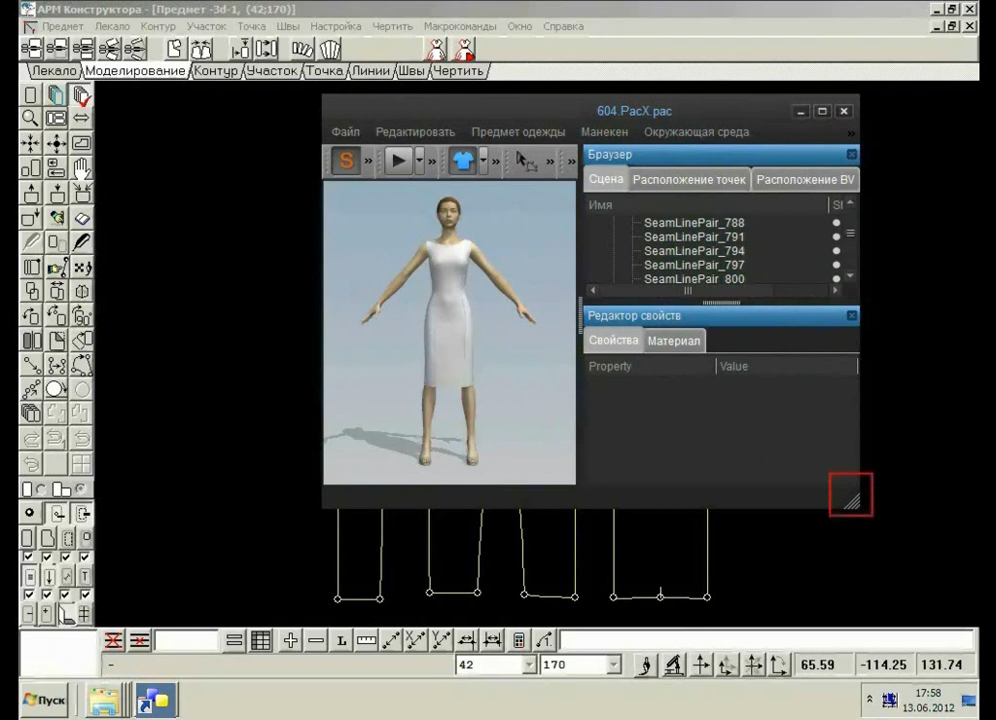 АРМ Конструктора - [Предмет -3d-1, (42;170)]
Предмет Лекало Контур Участок Точка Швы Настройка Чертить Макрокоманды Окно Справка
Лекало Моделирование Контур Участок Точка Линии Швы Чертить
604.PacX.pac
Файл Редактировать Предмет одежды Манекен Окружающая среда »
S » » » »
Браузер
Сцена Расположение точек Расположение BV
Имя
SeamLinePair_788
SeamLinePair_791
SeamLinePair_794
SeamLinePair_797
SeamLinePair_800
Редактор свойств
Свойства Материал
Property Value
L X Y
- 42 170 65.59 -114.25 131.74
Пуск
17:58
13.06.2012